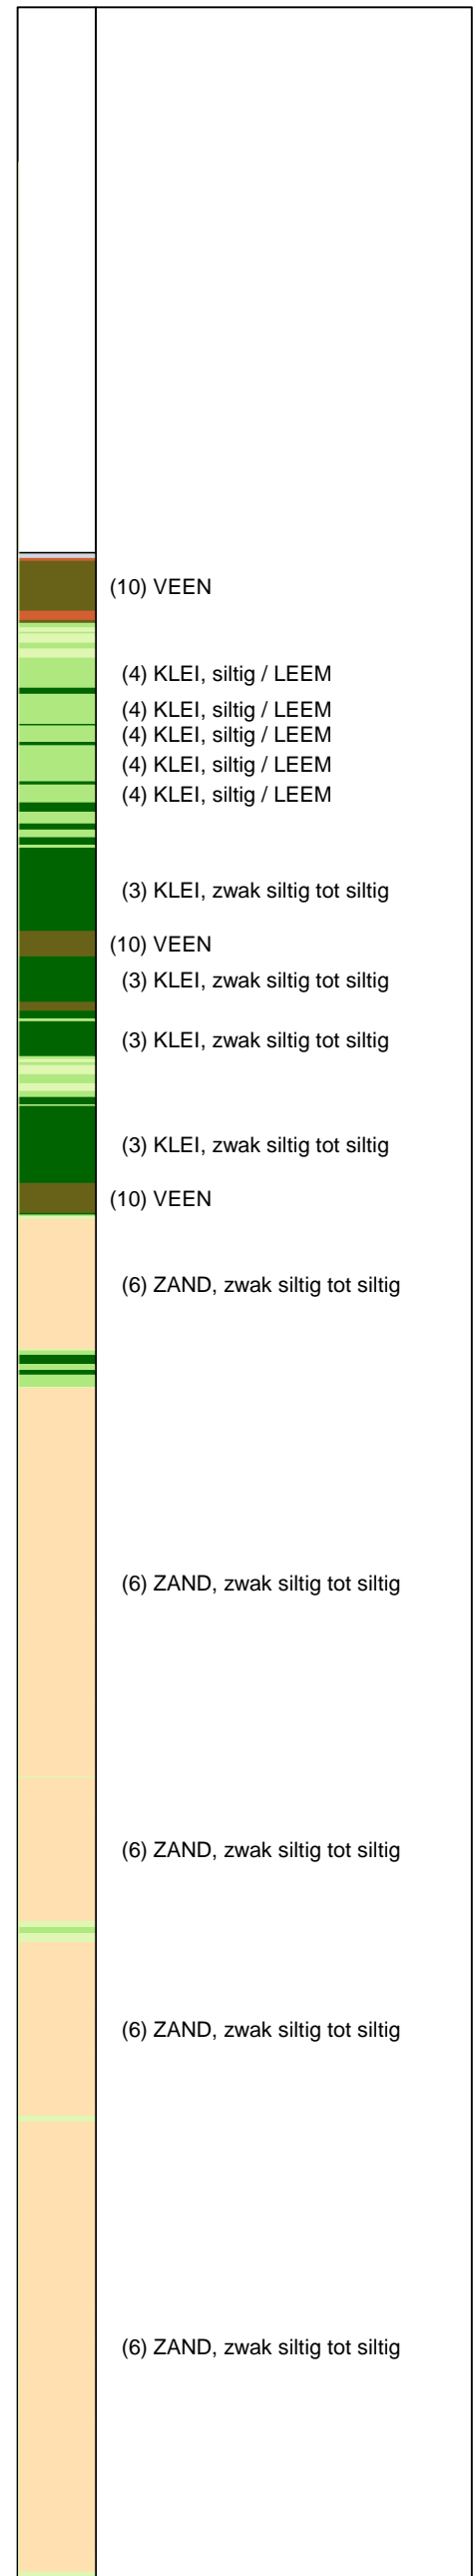 (10) VEEN
(4) KLEI, siltig / LEEM
(4) KLEI, siltig / LEEM
(4) KLEI, siltig / LEEM
(4) KLEI, siltig / LEEM
(4) KLEI, siltig / LEEM
(3) KLEI, zwak siltig tot siltig
(10) VEEN
(3) KLEI, zwak siltig tot siltig
(3) KLEI, zwak siltig tot siltig
(3) KLEI, zwak siltig tot siltig
(10) VEEN
(6) ZAND, zwak siltig tot siltig
(6) ZAND, zwak siltig tot siltig
(6) ZAND, zwak siltig tot siltig
(6) ZAND, zwak siltig tot siltig
(6) ZAND, zwak siltig tot siltig